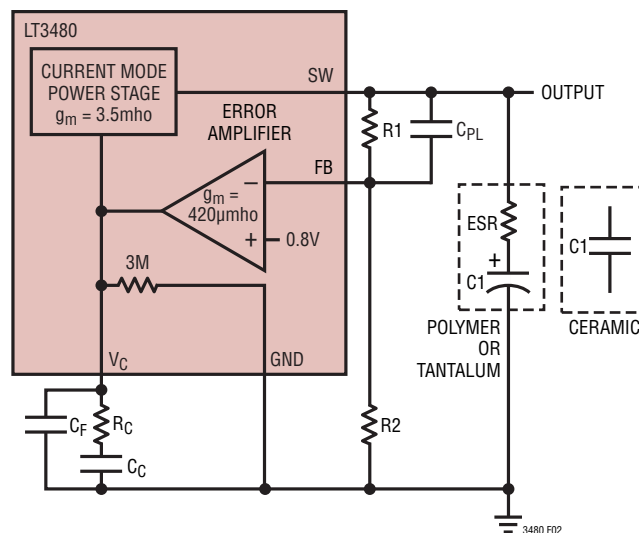 LT3480
CURRENT MODE
POWER STAGE
gm = 3.5mho
SW
OUTPUT
ERROR
AMPLIFIER
R1
CPL
FB
gm =
420µmho
–
+
0.8V
ESR
+
C1
C1
3M
POLYMER
OR
TANTALUM
CERAMIC
VC
GND
CF
RC
CC
R2
3480 F02